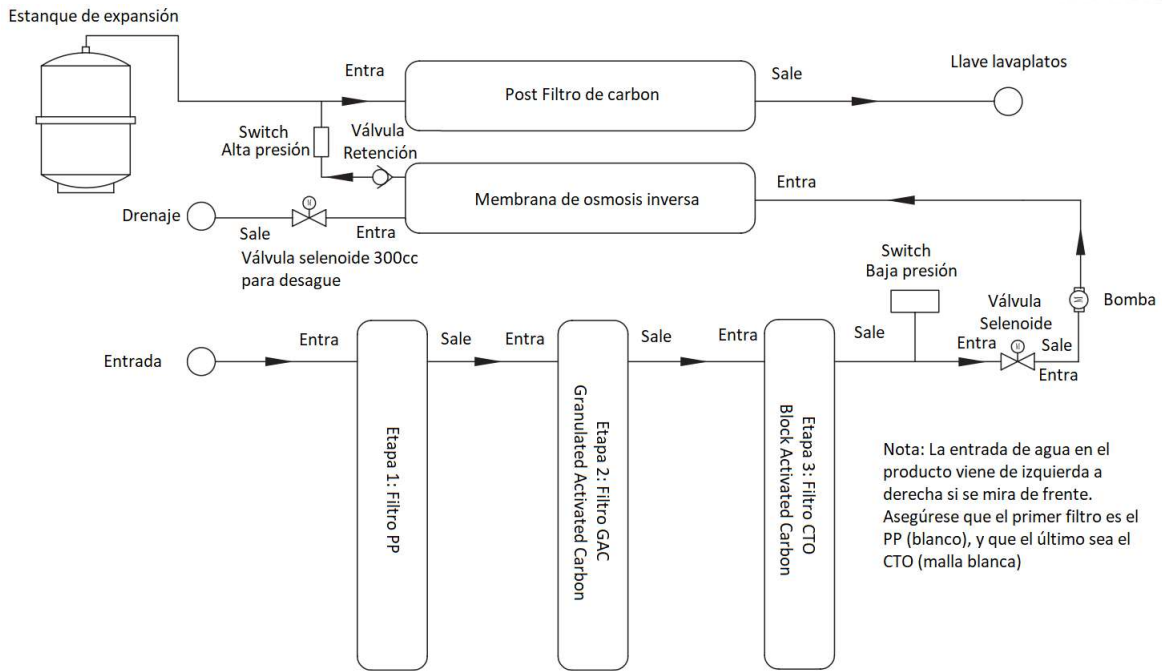 Estanque de expansión
Entra
Post Filtro de carbon
Sale
Llave lavaplatos
Switch
Alta presión
Válvula
Retención
Membrana de osmosis inversa
Entra
Drenaje
Sale
Entra
Válvula selenoide 300cc
para desague
Switch
Baja presión
Válvula
Selenoide
Bomba
Entrada
Entra
Sale
Entra
Sale
Entra
Sale
Entra
Sale
Entra
Etapa 1: Filtro PP
Etapa 2: Filtro GAC
Granulated Activated Carbon
Etapa 3: Filtro CTO
Block Activated Carbon
Nota: La entrada de agua en el
producto viene de izquierda a
derecha si se mira de frente.
Asegúrese que el primer filtro es el
PP (blanco), y que el último sea el
CTO (malla blanca)